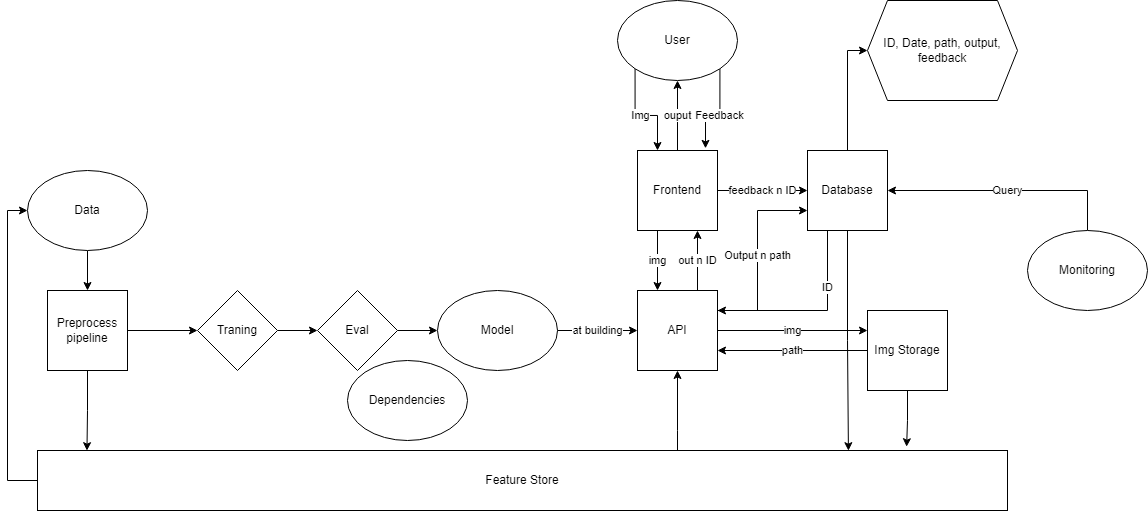 User
ID, Date, path, output,
feedback
Img
ouput
Feedback
Data
Frontend
feedback n ID
Database
Query
img
out n ID
Output n path
ID
Monitoring
Preprocess
pipeline
Traning
Eval
Model
at building
API
img
path
Img Storage
Dependencies
Feature Store